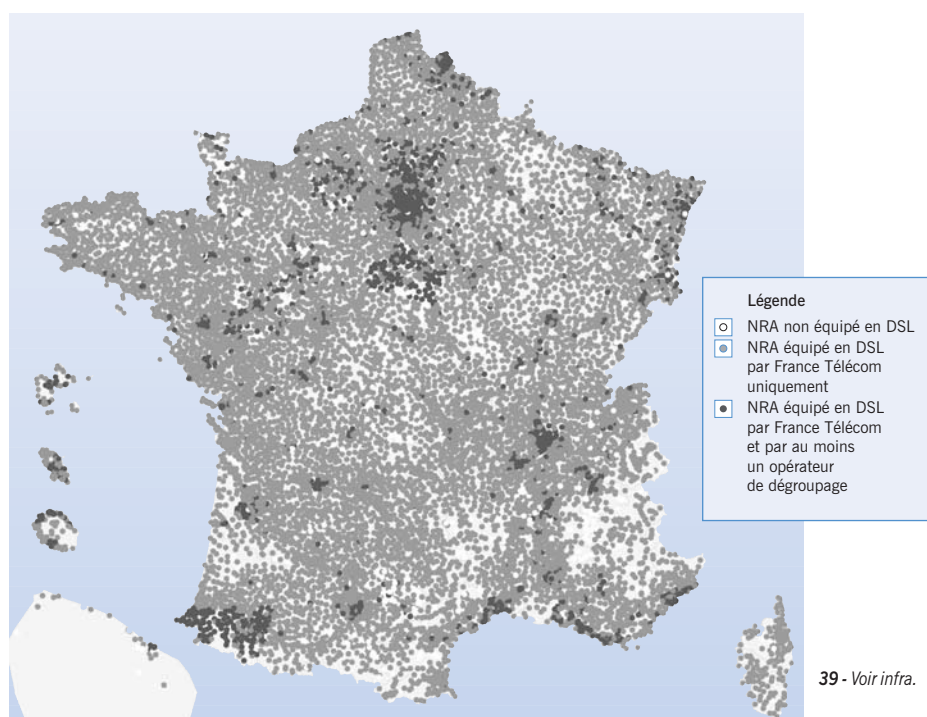 Légende
NRA non équipé en DSL
NRA équipé en DSL
par France Télécom
uniquement
NRA équipé en DSL
par France Télécom
et par au moins
un opérateur
de dégroupage
39 - Voir infra.